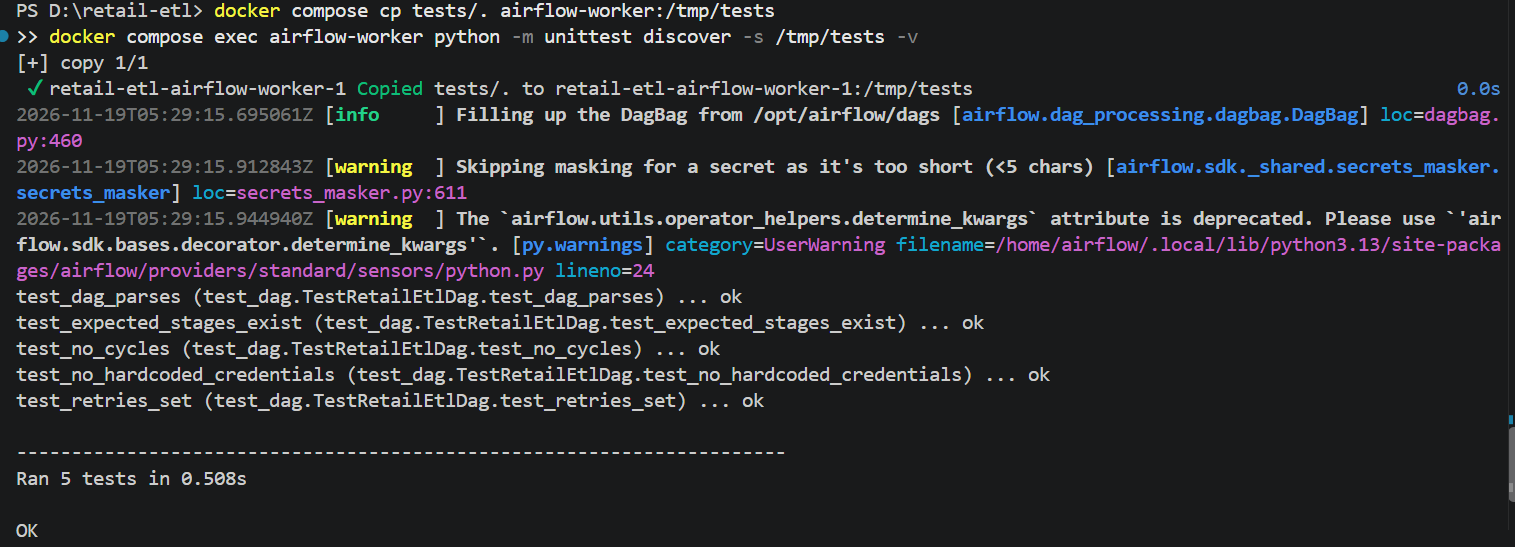 PS D:\retail-etl> docker compose cp tests/. airflow-worker:/tmp/tests
>> docker compose exec airflow-worker python -m unittest discover -s /tmp/tests -v
[+] copy 1/1
✓ retail-etl-airflow-worker-1 Copied tests/. to retail-etl-airflow-worker-1:/tmp/tests 0.0s
2026-11-19T05:29:15.695061Z [info     ] Filling up the DagBag from /opt/airflow/dags [airflow.dag_processing.dagbag.DagBag] loc=dagbag.
py:460
2026-11-19T05:29:15.912843Z [warning  ] Skipping masking for a secret as it's too short (<5 chars) [airflow.sdk._shared.secrets_masker.
secrets_masker] loc=secrets_masker.py:611
2026-11-19T05:29:15.944940Z [warning  ] The `airflow.utils.operator_helpers.determine_kwargs` attribute is deprecated. Please use `'air
flow.sdk.bases.decorator.determine_kwargs'`. [py.warnings] category=UserWarning filename=/home/airflow/.local/lib/python3.13/site-packa
ges/airflow/providers/standard/sensors/python.py lineno=24
test_dag_parses (test_dag.TestRetailEtlDag.test_dag_parses) ... ok
test_expected_stages_exist (test_dag.TestRetailEtlDag.test_expected_stages_exist) ... ok
test_no_cycles (test_dag.TestRetailEtlDag.test_no_cycles) ... ok
test_no_hardcoded_credentials (test_dag.TestRetailEtlDag.test_no_hardcoded_credentials) ... ok
test_retries_set (test_dag.TestRetailEtlDag.test_retries_set) ... ok
----------------------------------------------------------------------
Ran 5 tests in 0.508s
OK